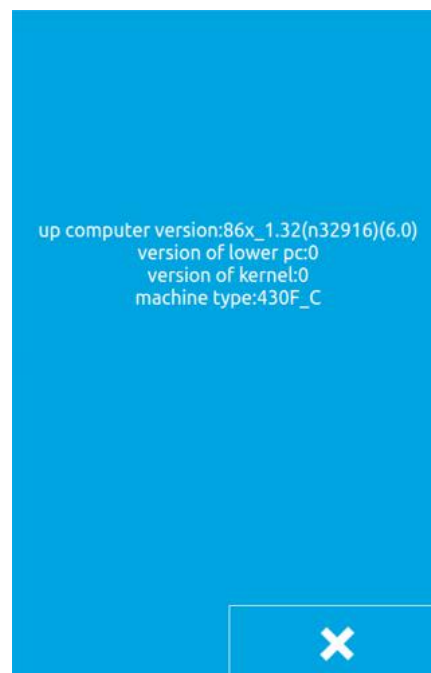 up computer version:86x_1.32(n32916)(6.0)
version of lower pc:0
version of kernel:0
machine type:430F_C